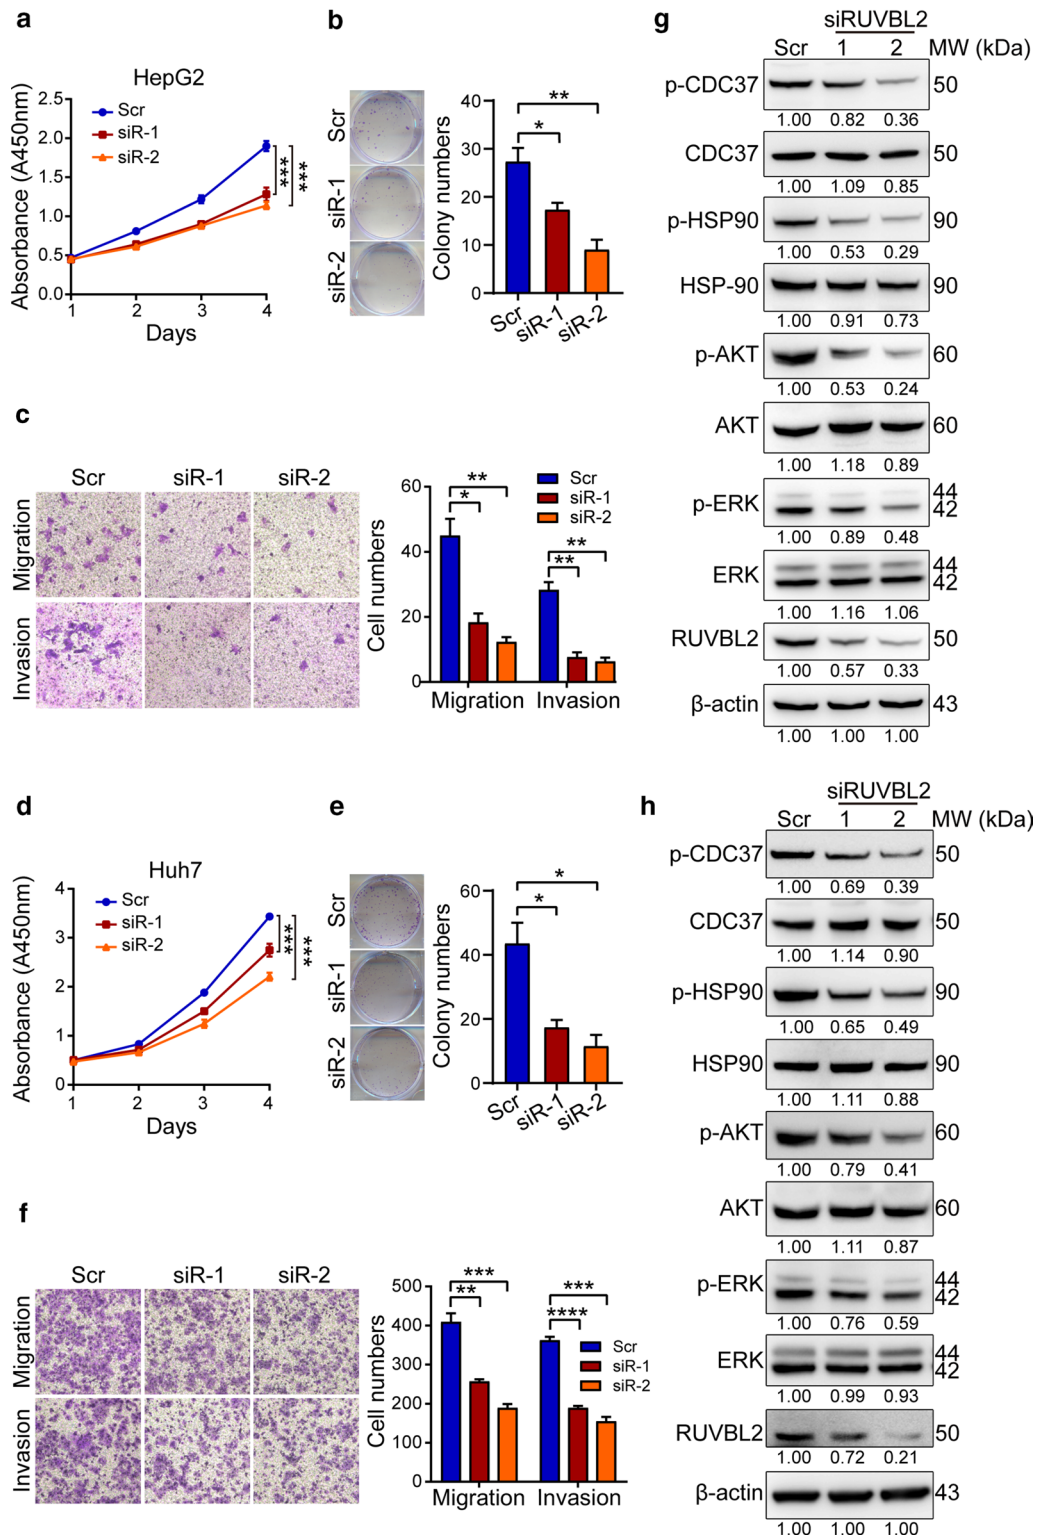 a
HepG2
Absorbance (A450nm)
2.5
2.0
1.5
1.0
0.5
0.0
Scr
siR-1
siR-2
***
***
1 2 3 4
Days
b
Scr
siR-1
siR-2
Colony numbers
40
30
20
10
0
**
*
Scr siR-1 siR-2
c
Scr siR-1 siR-2
Migration
Invasion
Cell numbers
60
40
20
0
Scr
siR-1
siR-2
**
*
**
**
Migration Invasion
d
Huh7
Absorbance (A450nm)
4
3
2
1
0
Scr
siR-1
siR-2
***
***
1 2 3 4
Days
e
Scr
siR-1
siR-2
Colony numbers
60
40
20
0
*
*
Scr siR-1 siR-2
f
Scr siR-1 siR-2
Migration
Invasion
Cell numbers
500
400
300
200
100
0
***
**
***
****
Scr
siR-1
siR-2
Migration Invasion
g
siRUVBL2
Scr 1 2 MW (kDa)
p-CDC37 50
1.00 0.82 0.36
CDC37 50
1.00 1.09 0.85
p-HSP90 90
1.00 0.53 0.29
HSP-90 90
1.00 0.91 0.73
p-AKT 60
1.00 0.53 0.24
AKT 60
1.00 1.18 0.89
p-ERK 44
42
1.00 0.89 0.48
ERK 44
42
1.00 1.16 1.06
RUVBL2 50
1.00 0.57 0.33
β-actin 43
1.00 1.00 1.00
h
siRUVBL2
Scr 1 2 MW (kDa)
p-CDC37 50
1.00 0.69 0.39
CDC37 50
1.00 1.14 0.90
p-HSP90 90
1.00 0.65 0.49
HSP90 90
1.00 1.11 0.88
p-AKT 60
1.00 0.79 0.41
AKT 60
1.00 1.11 0.87
p-ERK 44
42
1.00 0.76 0.59
ERK 44
42
1.00 0.99 0.93
RUVBL2 50
1.00 0.72 0.21
β-actin 43
1.00 1.00 1.00